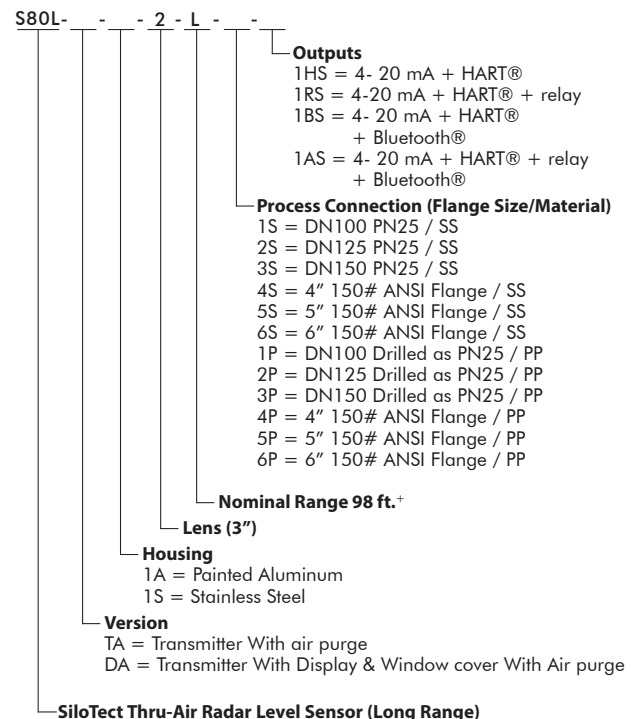 S80L- - - 2 - L - -
Outputs
1HS = 4- 20 mA + HART®
1RS = 4-20 mA + HART® + relay
1BS = 4- 20 mA + HART®
+ Bluetooth®
1AS = 4- 20 mA + HART® + relay
+ Bluetooth®
Process Connection (Flange Size/Material)
1S = DN100 PN25 / SS
2S = DN125 PN25 / SS
3S = DN150 PN25 / SS
4S = 4” 150# ANSI Flange / SS
5S = 5” 150# ANSI Flange / SS
6S = 6” 150# ANSI Flange / SS
1P = DN100 Drilled as PN25 / PP
2P = DN125 Drilled as PN25 / PP
3P = DN150 Drilled as PN25 / PP
4P = 4” 150# ANSI Flange / PP
5P = 5” 150# ANSI Flange / PP
6P = 6” 150# ANSI Flange / PP
Nominal Range 98 ft.+
Lens (3”)
Housing
1A = Painted Aluminum
1S = Stainless Steel
Version
TA = Transmitter With air purge
DA = Transmitter With Display & Window cover With Air purge
SiloTect Thru-Air Radar Level Sensor (Long Range)